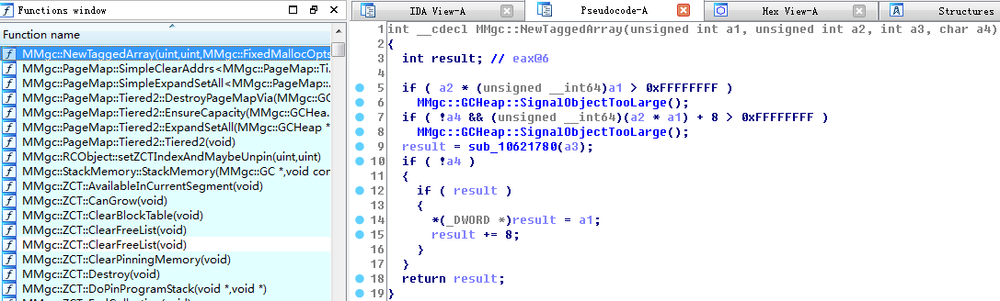 Functions window
Function name
MMgc::NewTaggedArray(uint,uint,MMgc::FixedMallocOpts
MMgc::PageMap::SimpleClearAddrs<MMgc::PageMap::Ti...
MMgc::PageMap::SimpleExpandSetAll<MMgc::PageMap:...
MMgc::PageMap::Tiered2::DestroyPageMapVia(MMgc::GC
MMgc::PageMap::Tiered2::EnsureCapacity(MMgc::GCHea.
MMgc::PageMap::Tiered2::ExpandSetAll(MMgc::GCHeap *
MMgc::PageMap::Tiered2::Tiered2(void)
MMgc::RCObject::setZCTIndexAndMaybeUnpin(uint,uint)
MMgc::StackMemory::StackMemory(MMgc::GC *,void con
MMgc::ZCT::AvailableInCurrentSegment(void)
MMgc::ZCT::CanGrow(void)
MMgc::ZCT::ClearBlockTable(void)
MMgc::ZCT::ClearFreeList(void)
MMgc::ZCT::ClearFreeList(void)
MMgc::ZCT::ClearPinningMemory(void)
MMgc::ZCT::Destroy(void)
MMgc::ZCT::DoPinProgramStack(void *,void *)
IDA View-A
Pseudocode-A
Hex View-A
Structures
1 int __cdecl MMgc::NewTaggedArray(unsigned int a1, unsigned int a2, int a3, char a4)
2 {
3 int result; // eax@6
4
5 if ( a2 * (unsigned __int64)a1 > 0xFFFFFFFF )
6 MMgc::GCHeap::SignalObjectTooLarge();
7 if ( !a4 && (unsigned __int64)(a2 * a1) + 8 > 0xFFFFFFFF )
8 MMgc::GCHeap::SignalObjectTooLarge();
9 result = sub_10621780(a3);
10 if ( !a4 )
11 {
12 if ( result )
13 {
14 *(_DWORD *)result = a1;
15 result += 8;
16 }
17 }
18 return result;
19 }